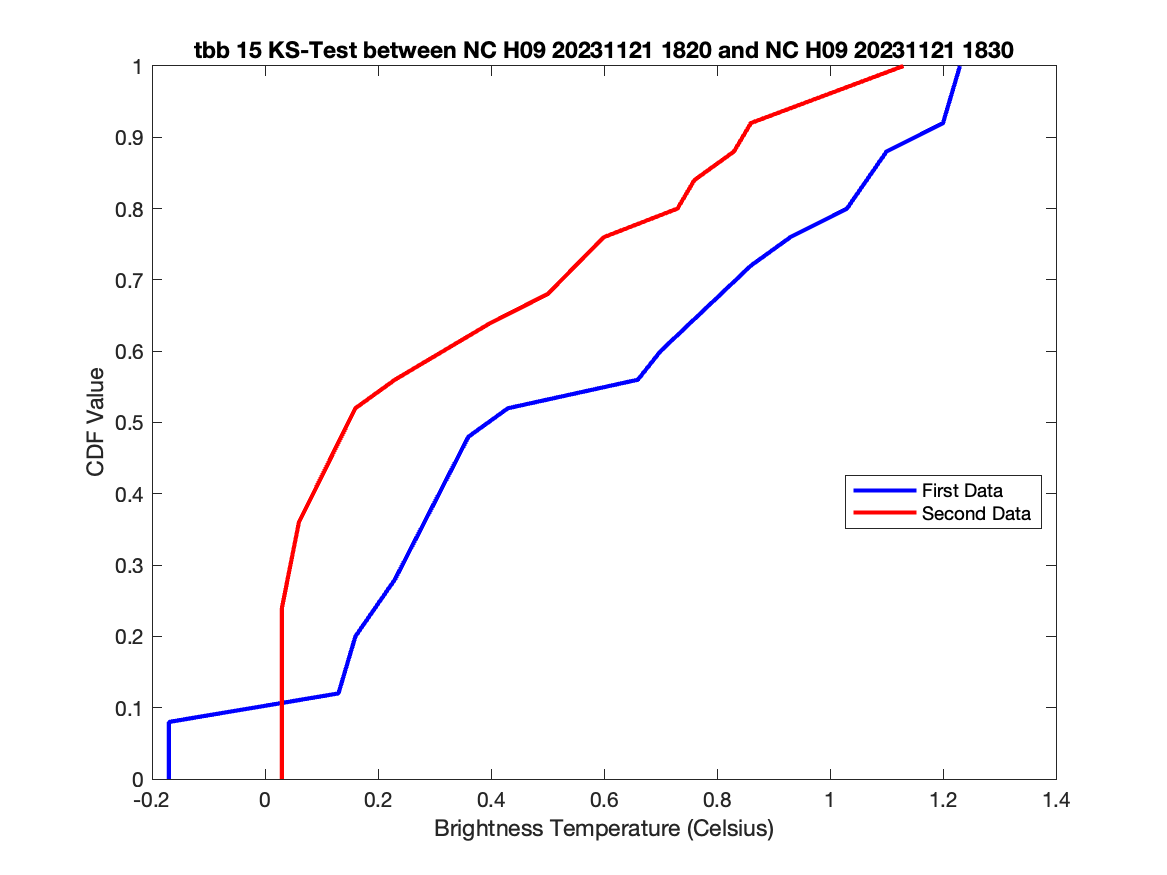 tbb 15 KS-Test between NC H09 20231121 1820 and NC H09 20231121 1830
1
0.9
0.8
0.7
0.6
0.5
0.4
0.3
0.2
0.1
0
CDF Value
First Data
Second Data
-0.2 0 0.2 0.4 0.6 0.8 1 1.2 1.4
Brightness Temperature (Celsius)